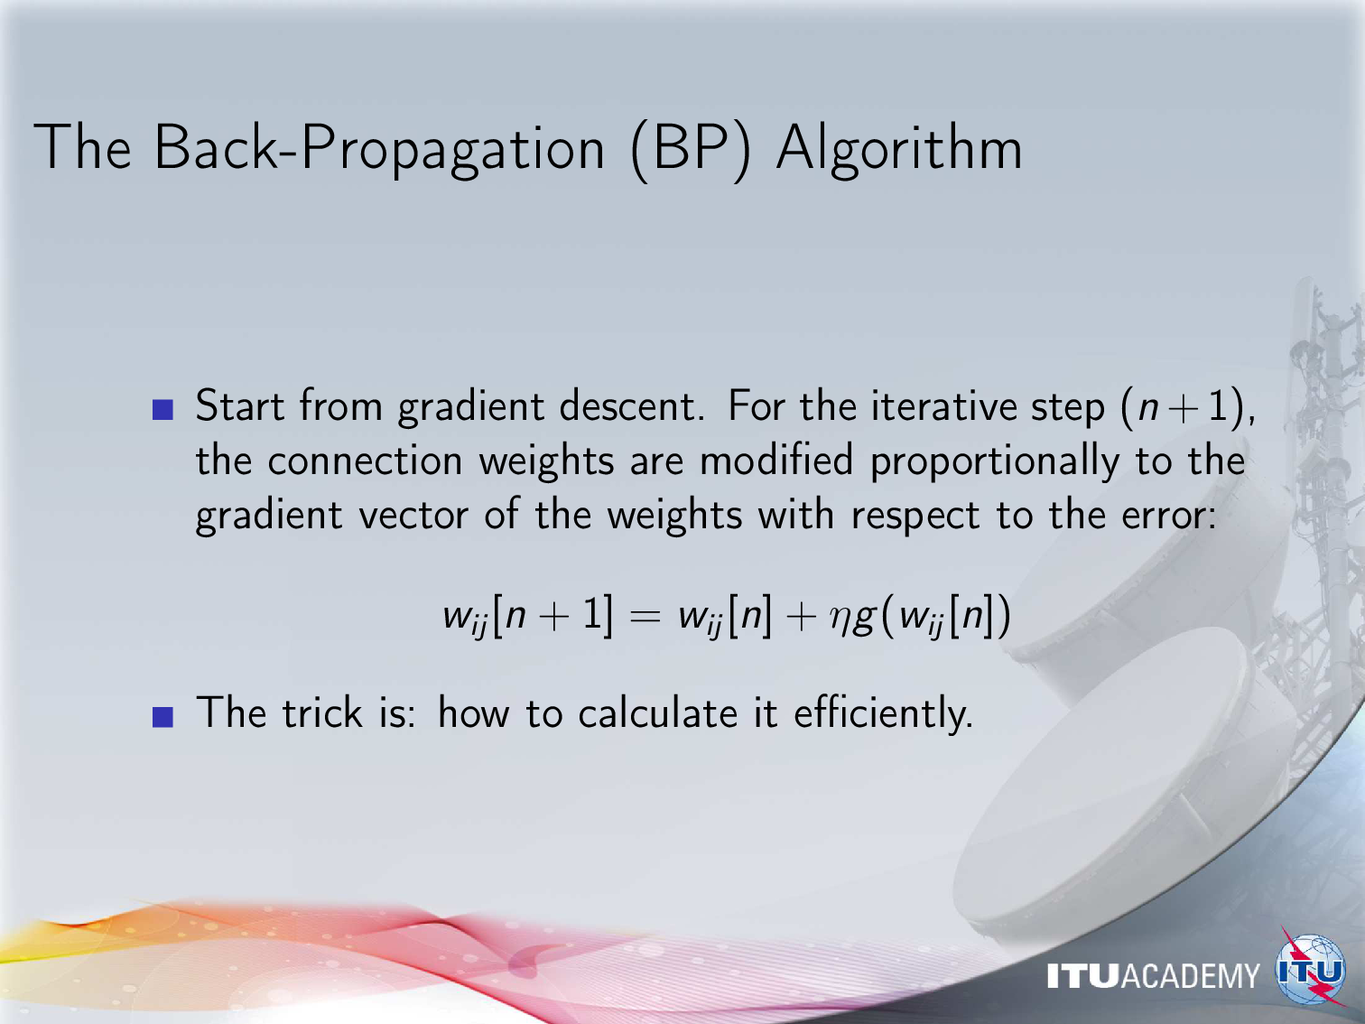 The Back-Propagation (BP) Algorithm
Start from gradient descent. For the iterative step (n + 1),
the connection weights are modified proportionally to the
gradient vector of the weights with respect to the error:
w_{ij}[n + 1] = w_{ij}[n] + ηg(w_{ij}[n])
The trick is: how to calculate it efficiently.
ITUACADEMY
ITU